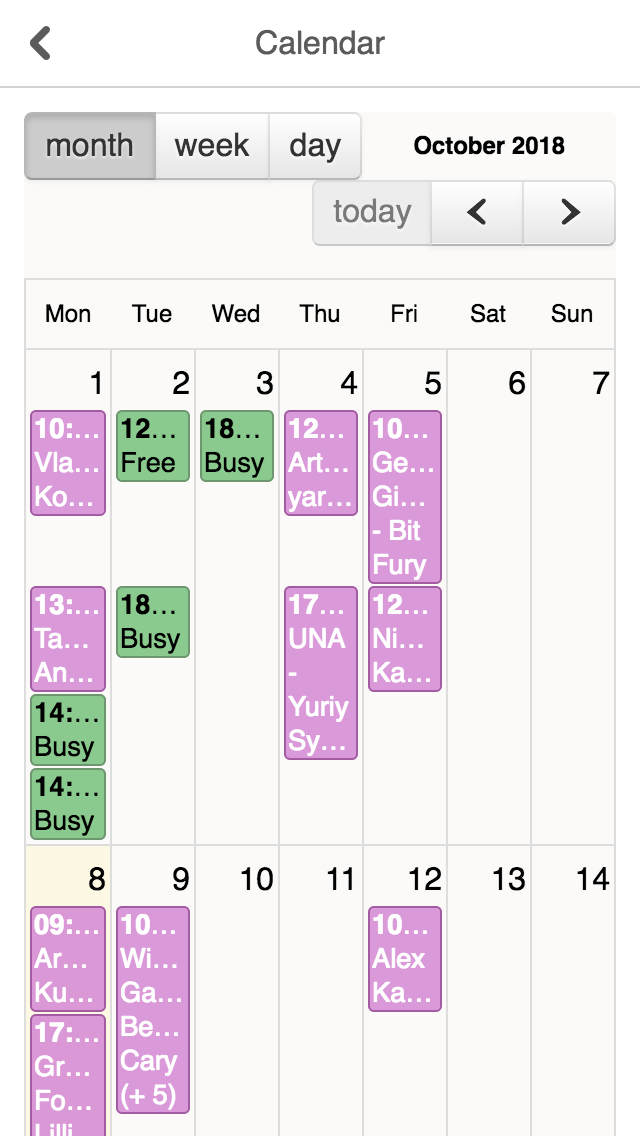 Calendar
month week day October 2018
today
Mon Tue Wed Thu Fri Sat Sun
1 2 3 4 5 6 7
10:...
Vla...
Ko...
12...
Free
18...
Busy
12...
Art...
yar...
10...
Ge...
Gi...
- Bit
Fury
13:...
Ta...
An...
18...
Busy
17...
UNA
-
Yuriy
Sy...
12...
Ni...
Ka...
14:...
Busy
14:...
Busy
8 9 10 11 12 13 14
09:...
Ar...
Ku...
10...
Wi...
Ga...
Be...
Cary
(+ 5)
10...
Alex
Ka...
17:...
Gr...
Fo...
Lilli